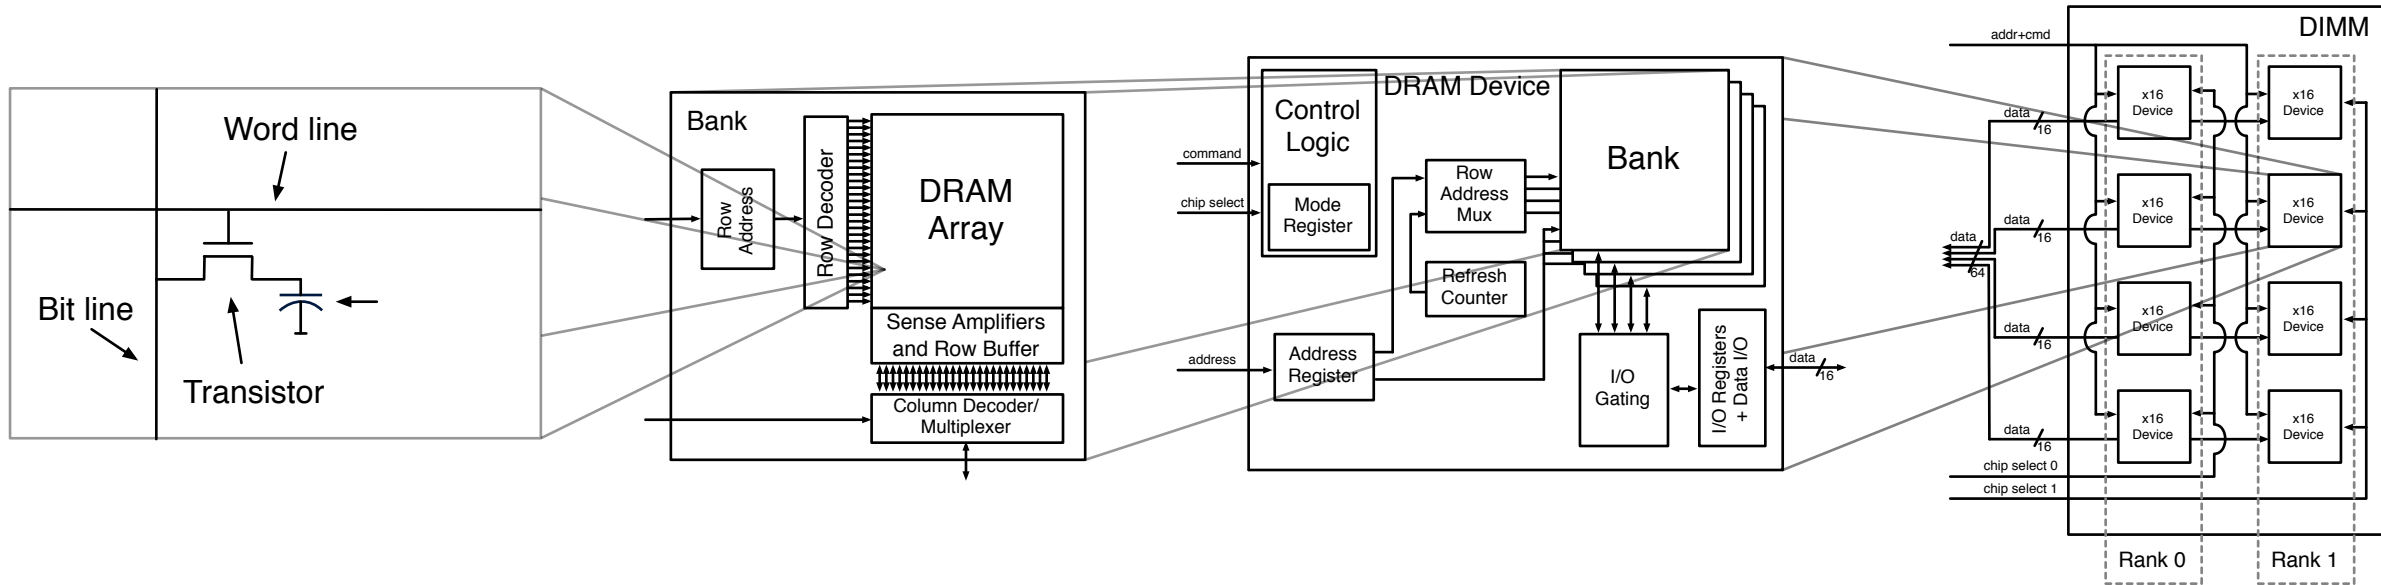 Word line
Bit line
Transistor
Bank
Row
Address
Row Decoder
DRAM
Array
Sense Amplifiers
and Row Buffer
Column Decoder/
Multiplexer
DRAM Device
Control
Logic
Mode
Register
command
chip select
address
Row
Address
Mux
Refresh
Counter
Address
Register
Bank
I/O
Gating
I/O Registers
+ Data I/O
data
16
DIMM
addr+cmd
data
16
data
16
data
64
data
16
data
16
chip select 0
chip select 1
x16
Device
x16
Device
x16
Device
x16
Device
x16
Device
x16
Device
x16
Device
x16
Device
Rank 0
Rank 1